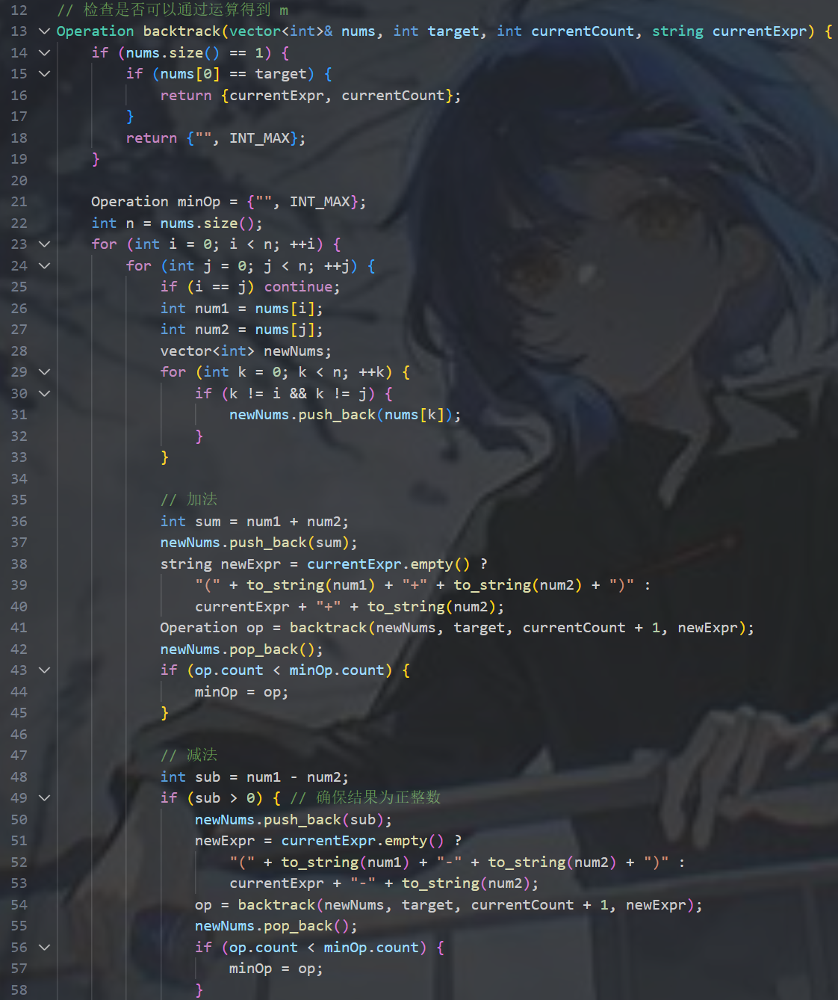 12 // 检查是否可以通过运算得到 m
13 Operation backtrack(vector<int>& nums, int target, int currentCount, string currentExpr) {
14 if (nums.size() == 1) {
15 if (nums[0] == target) {
16 return {currentExpr, currentCount};
17 }
18 return {"", INT_MAX};
19 }
20
21 Operation minOp = {"", INT_MAX};
22 int n = nums.size();
23 for (int i = 0; i < n; ++i) {
24 for (int j = 0; j < n; ++j) {
25 if (i == j) continue;
26 int num1 = nums[i];
27 int num2 = nums[j];
28 vector<int> newNums;
29 for (int k = 0; k < n; ++k) {
30 if (k != i && k != j) {
31 newNums.push_back(nums[k]);
32 }
33 }
34
35 // 加法
36 int sum = num1 + num2;
37 newNums.push_back(sum);
38 string newExpr = currentExpr.empty() ?
39 "(" + to_string(num1) + "+" + to_string(num2) + ")" :
40 currentExpr + "+" + to_string(num2);
41 Operation op = backtrack(newNums, target, currentCount + 1, newExpr);
42 newNums.pop_back();
43 if (op.count < minOp.count) {
44 minOp = op;
45 }
46
47 // 减法
48 int sub = num1 - num2;
49 if (sub > 0) { // 确保结果为正整数
50 newNums.push_back(sub);
51 newExpr = currentExpr.empty() ?
52 "(" + to_string(num1) + "-" + to_string(num2) + ")" :
53 currentExpr + "-" + to_string(num2);
54 op = backtrack(newNums, target, currentCount + 1, newExpr);
55 newNums.pop_back();
56 if (op.count < minOp.count) {
57 minOp = op;
58 }